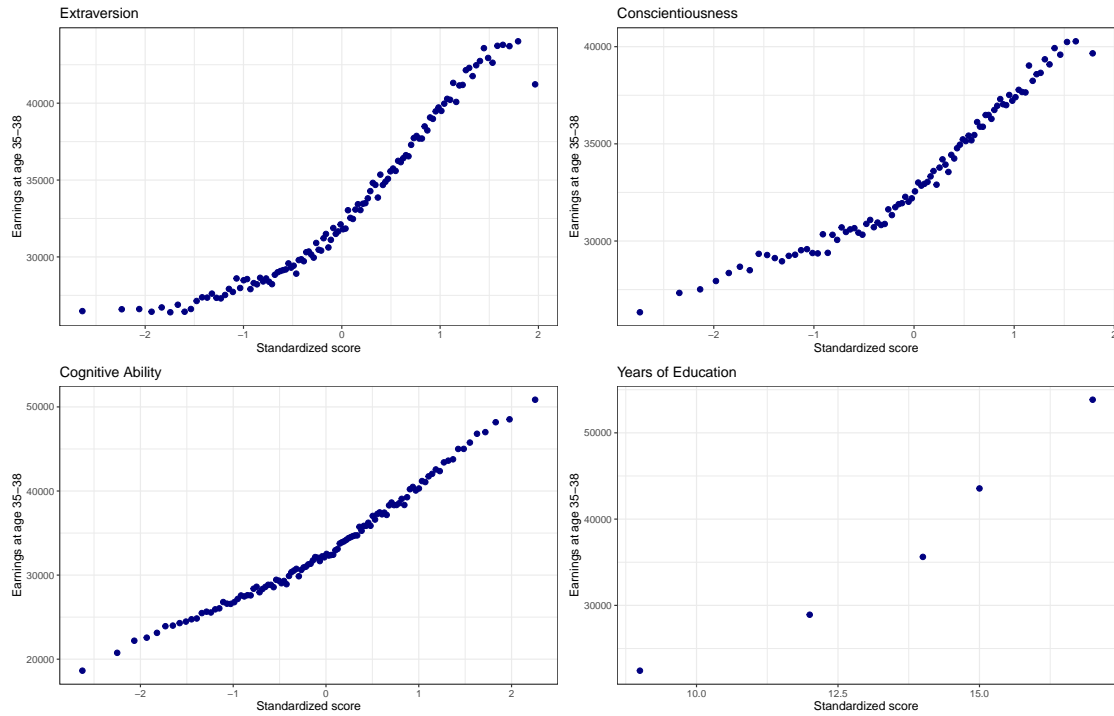 Extraversion
Earnings at age 35−38
40000
35000
30000
−2 −1 0 1 2
Standardized score
Conscientiousness
Earnings at age 35−38
40000
35000
30000
−2 −1 0 1 2
Standardized score
Cognitive Ability
Earnings at age 35−38
50000
40000
30000
20000
−2 −1 0 1 2
Standardized score
Years of Education
Earnings at age 35−38
50000
40000
30000
10.0 12.5 15.0
Standardized score